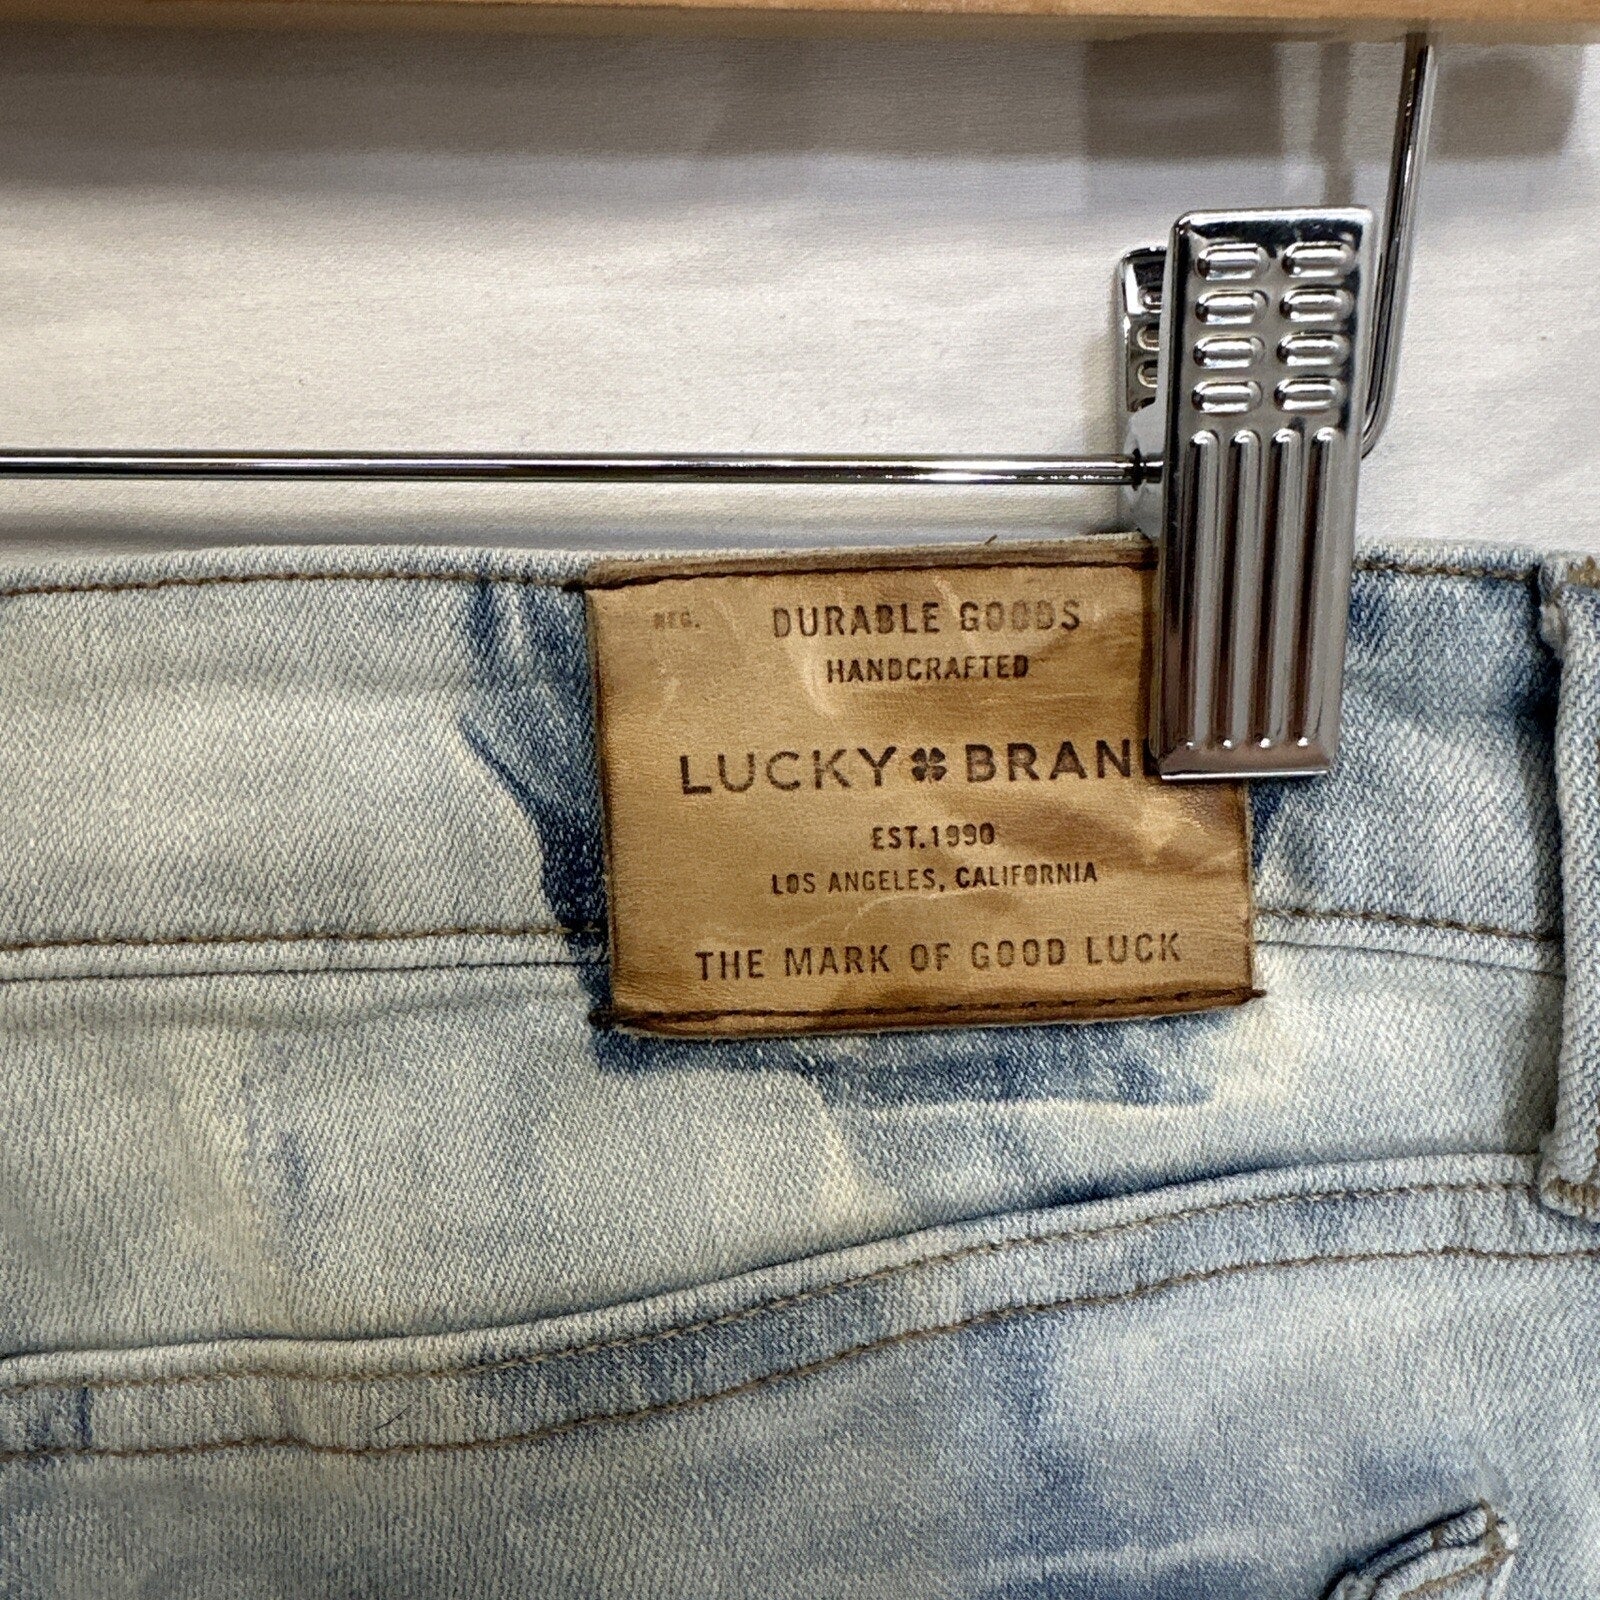 REG. DURABLE GOODS
HANDCRAFTED
LUCKY BRAN
EST. 1990
LOS ANGELES, CALIFORNIA
THE MARK OF GOOD LUCK